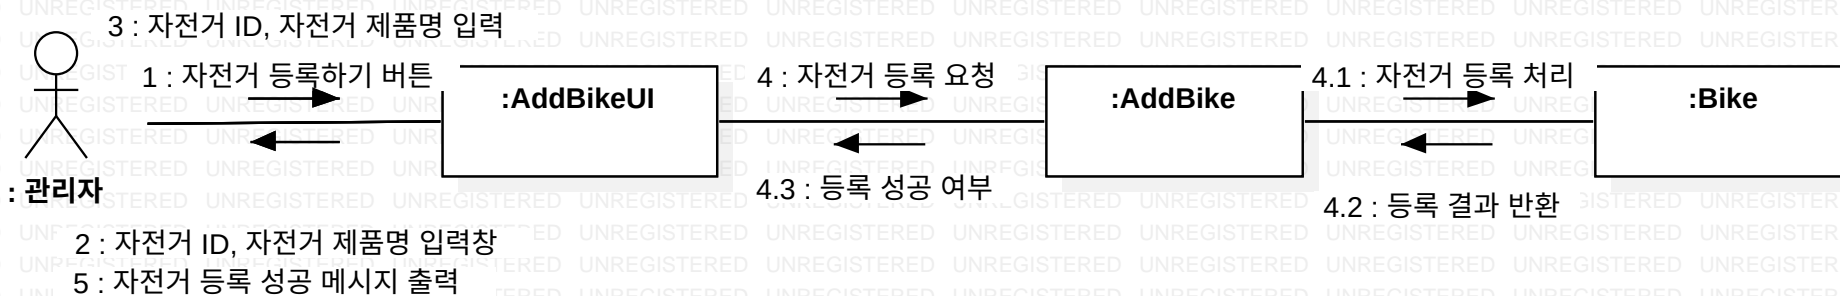 3 : 자전거 ID, 자전거 제품명 입력
1 : 자전거 등록하기 버튼
:AddBikeUI
4 : 자전거 등록 요청
:AddBike
4.1 : 자전거 등록 처리
:Bike
: 관리자
4.3 : 등록 성공 여부
4.2 : 등록 결과 반환
2 : 자전거 ID, 자전거 제품명 입력창
5 : 자전거 등록 성공 메시지 출력
UNREGISTERED